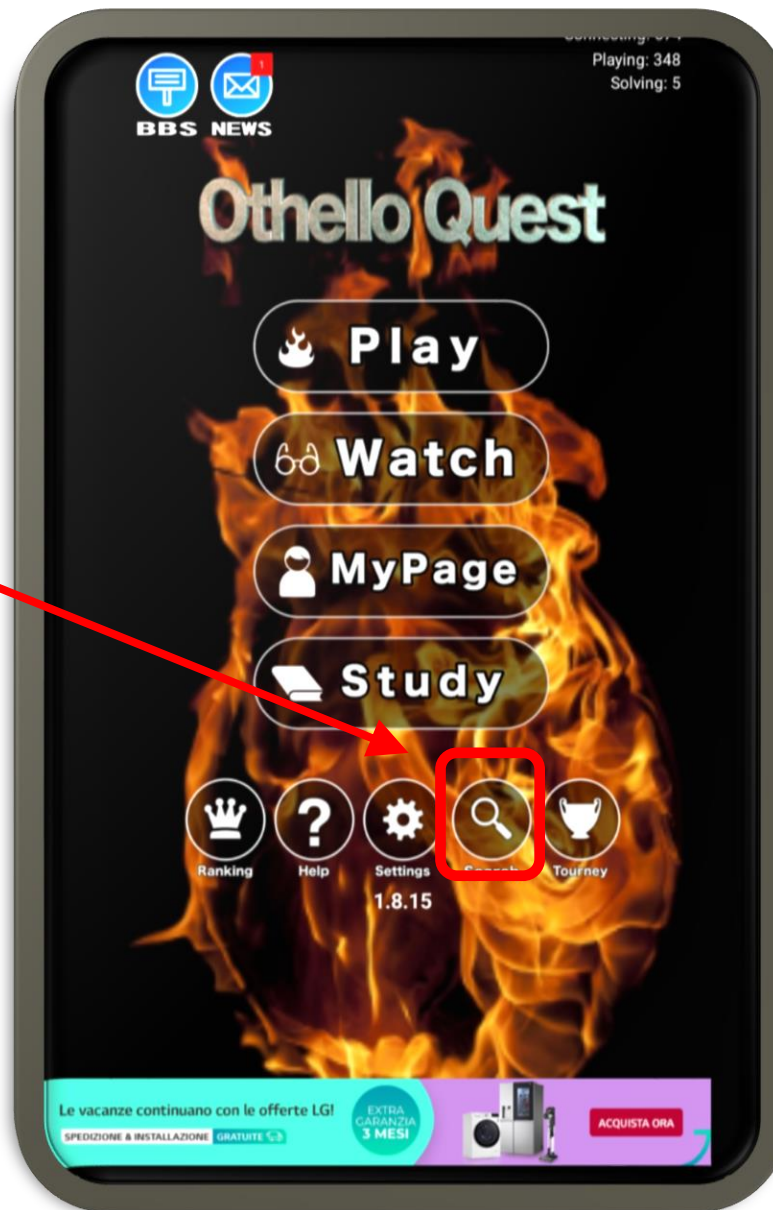 Playing: 348
Solving: 5
1
BBS NEWS
Othello Quest
Play
Watch
MyPage
Study
Ranking Help Settings Tourney
1.8.15
Le vacanze continuano con le offerte LG!
SPEDIZIONE & INSTALLAZIONE GRATUITE
EXTRA
GARANZIA
3 MESI
ACQUISTA ORA